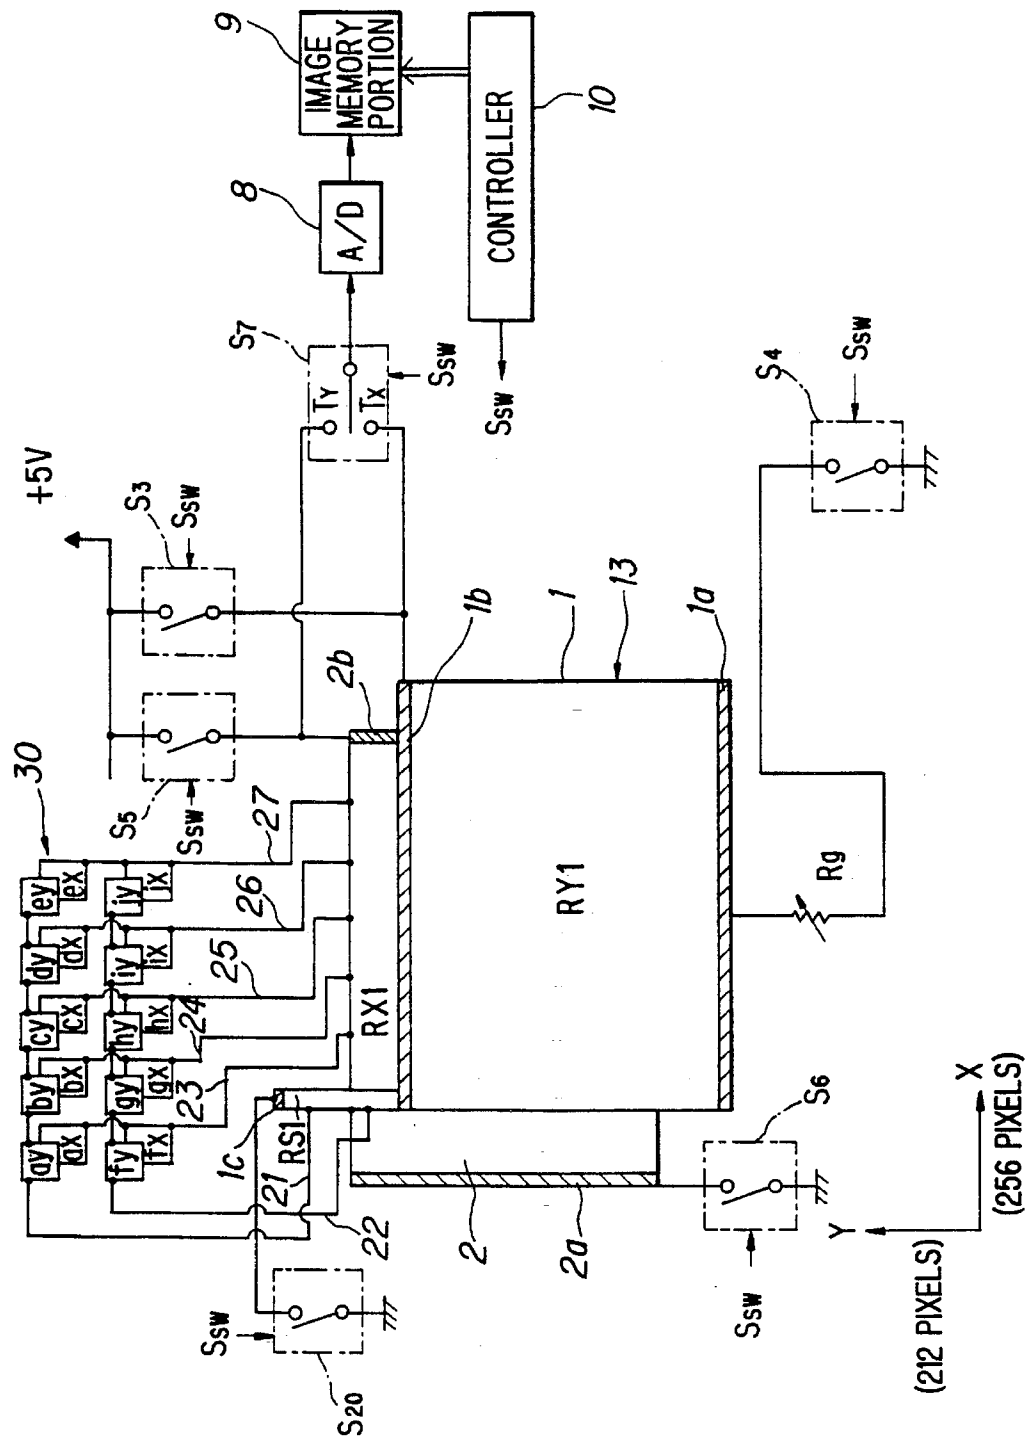 30
ey
ex
jy
jx
dy
dx
iy
ix
cy
cx
hy
hx
by
bx
gy
gx
ay
ax
fy
fx
27
26
25
24
23
22
21
+5V
S3
SSW
S5
SSW
S7
TY
TX
SSW
8
A/D
9
IMAGE
MEMORY
PORTION
CONTROLLER
10
SSW
S4
SSW
2b
1b
1
13
1a
RX1
RY1
RS1
1c
Rg
2
2a
S6
SSW
S20
SSW
Y
(212 PIXELS)
X
(256 PIXELS)